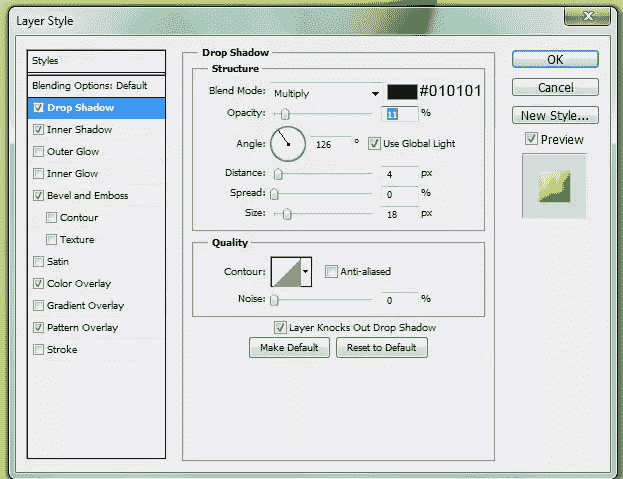 Layer Style
Styles
Blending Options: Default
Drop Shadow
Inner Shadow
Outer Glow
Inner Glow
Bevel and Emboss
Contour
Texture
Satin
Color Overlay
Gradient Overlay
Pattern Overlay
Stroke
Drop Shadow
Structure
Blend Mode: Multiply #010101
Opacity: 11 %
Angle: 126 ° Use Global Light
Distance: 4 px
Spread: 0 %
Size: 18 px
Quality
Contour: Anti-aliased
Noise: 0 %
Layer Knocks Out Drop Shadow
Make Default Reset to Default
OK
Cancel
New Style...
Preview